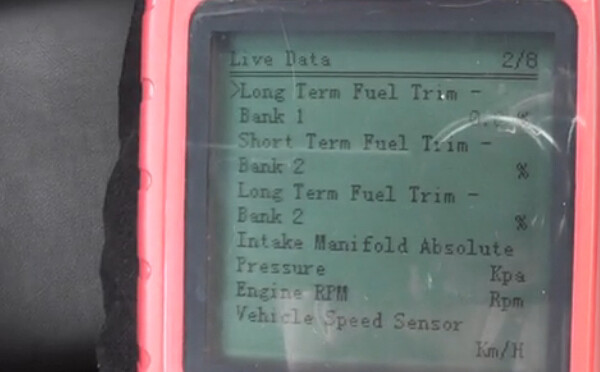 Live Data 2/8
>Long Term Fuel Trim -
Bank 1 %
Short Term Fuel Trim -
Bank 2 %
Long Term Fuel Trim -
Bank 2 %
Intake Manifold Absolute
Pressure Kpa
Engine RPM Rpm
Vehicle Speed Sensor
Km/H